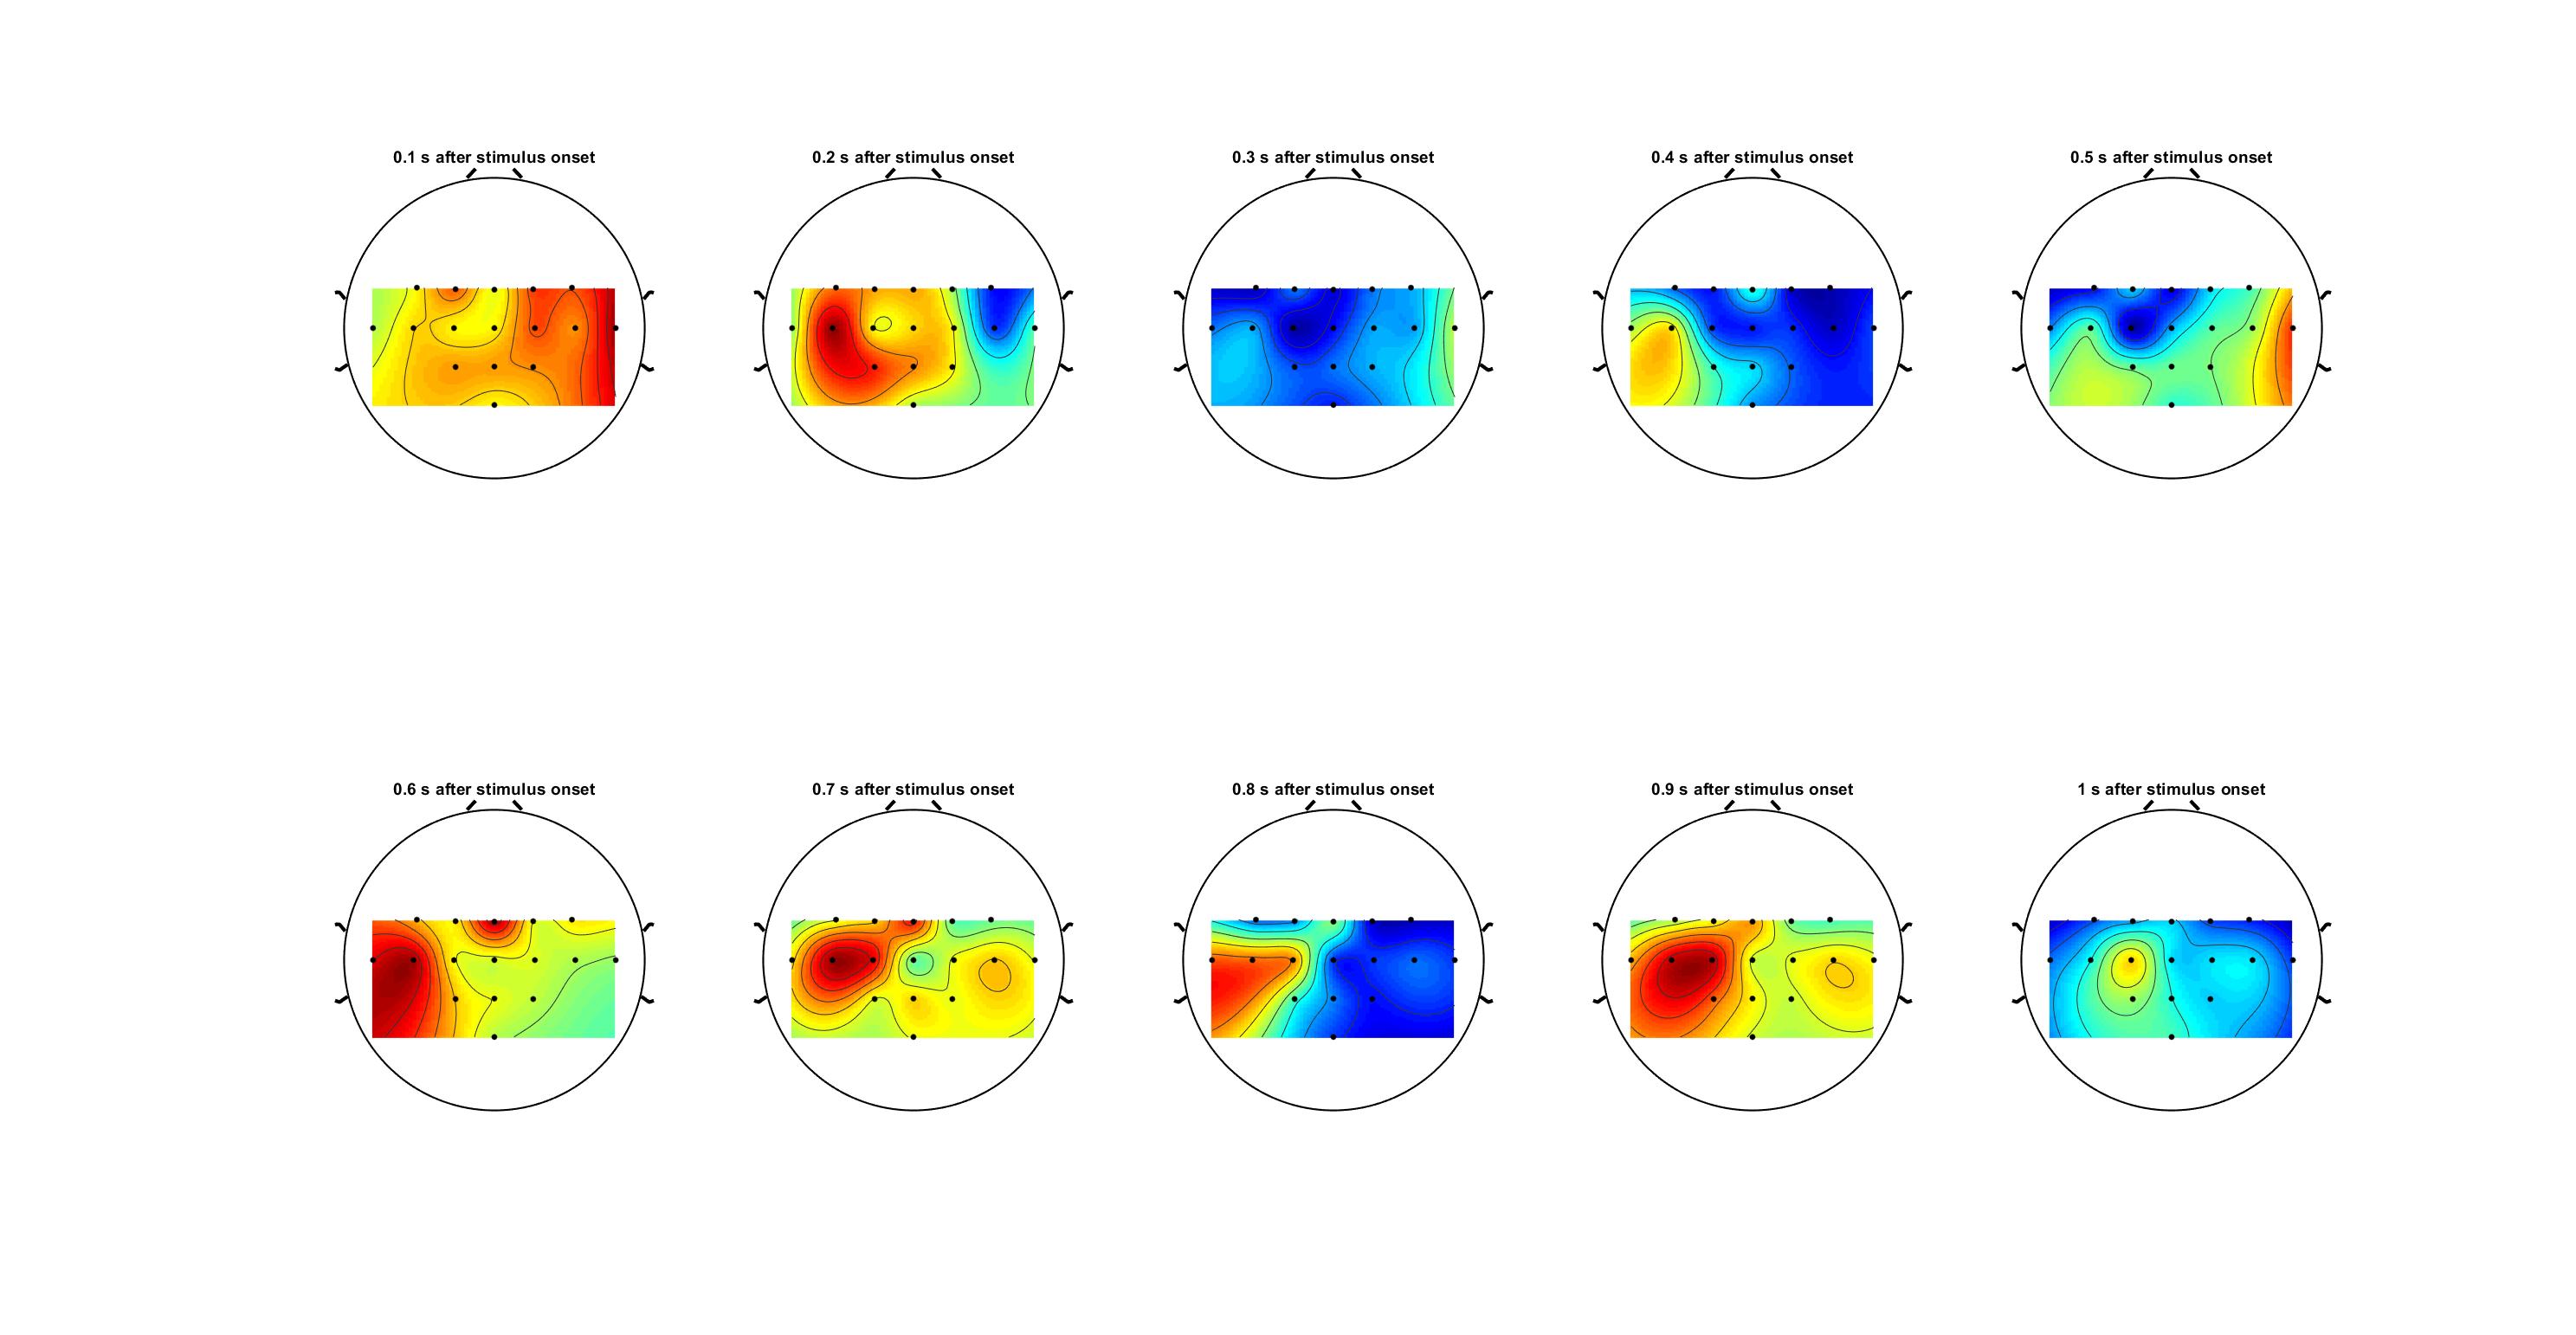 0.1 s after stimulus onset
0.2 s after stimulus onset
0.3 s after stimulus onset
0.4 s after stimulus onset
0.5 s after stimulus onset
0.6 s after stimulus onset
0.7 s after stimulus onset
0.8 s after stimulus onset
0.9 s after stimulus onset
1 s after stimulus onset